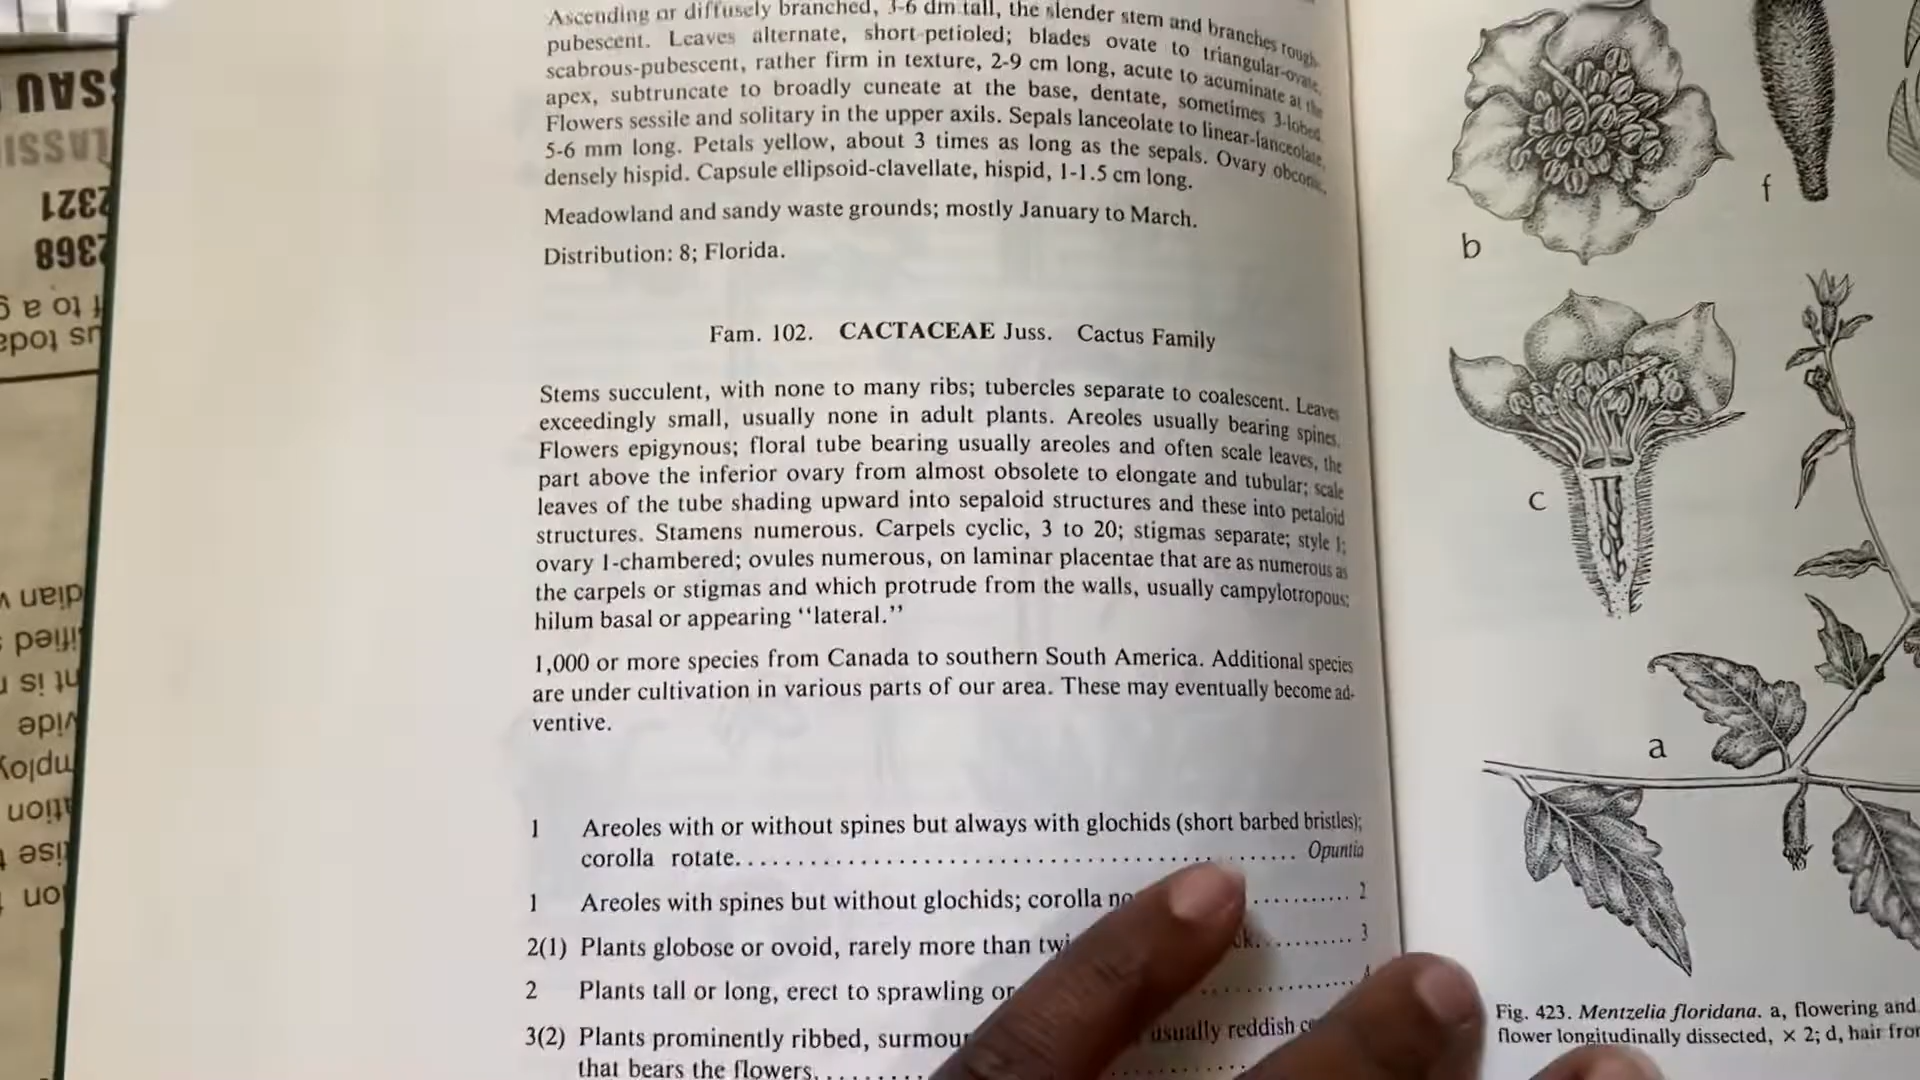 Ascending or diffusely branched, 3-6 dm tall, the slender stem and branches rough-
pubescent. Leaves alternate, short-petioled; blades ovate to triangular-ovate,
scabrous-pubescent, rather firm in texture, 2-9 cm long, acute to acuminate at the
apex, subtruncate to broadly cuneate at the base, dentate, sometimes 3-lobed.
Flowers sessile and solitary in the upper axils. Sepals lanceolate to linear-lanceolate,
5-6 mm long. Petals yellow, about 3 times as long as the sepals. Ovary obconic,
densely hispid. Capsule ellipsoid-clavellate, hispid, 1-1.5 cm long.
Meadowland and sandy waste grounds; mostly January to March.
Distribution: 8; Florida.
Fam. 102. CACTACEAE Juss. Cactus Family
Stems succulent, with none to many ribs; tubercles separate to coalescent. Leaves
exceedingly small, usually none in adult plants. Areoles usually bearing spines.
Flowers epigynous; floral tube bearing usually areoles and often scale leaves, the
part above the inferior ovary from almost obsolete to elongate and tubular; scale
leaves of the tube shading upward into sepaloid structures and these into petaloid
structures. Stamens numerous. Carpels cyclic, 3 to 20; stigmas separate; style 1;
ovary 1-chambered; ovules numerous, on laminar placentae that are as numerous as
the carpels or stigmas and which protrude from the walls, usually campylotropous;
hilum basal or appearing "lateral."
1,000 or more species from Canada to southern South America. Additional species
are under cultivation in various parts of our area. These may eventually become ad-
ventive.
1 Areoles with or without spines but always with glochids (short barbed bristles);
corolla rotate. . . . . . . . . . . . . . . . . . . . . . . . . . Opuntia
1 Areoles with spines but without glochids; corolla . . . . . . . . . . . 2
2(1) Plants globose or ovoid, rarely more than . . . . . . . . . . 3
2 Plants tall or long, erect to sprawling or . . . . . . . . . . . . 4
3(2) Plants prominently ribbed, usually reddish
that bears the flowers. . . . . . . . . .
b
f
c
a
Fig. 423. Mentzelia floridana. a, flowering and
flower longitudinally dissected, × 2; d, hair from
SSAU
2321
2368
to a